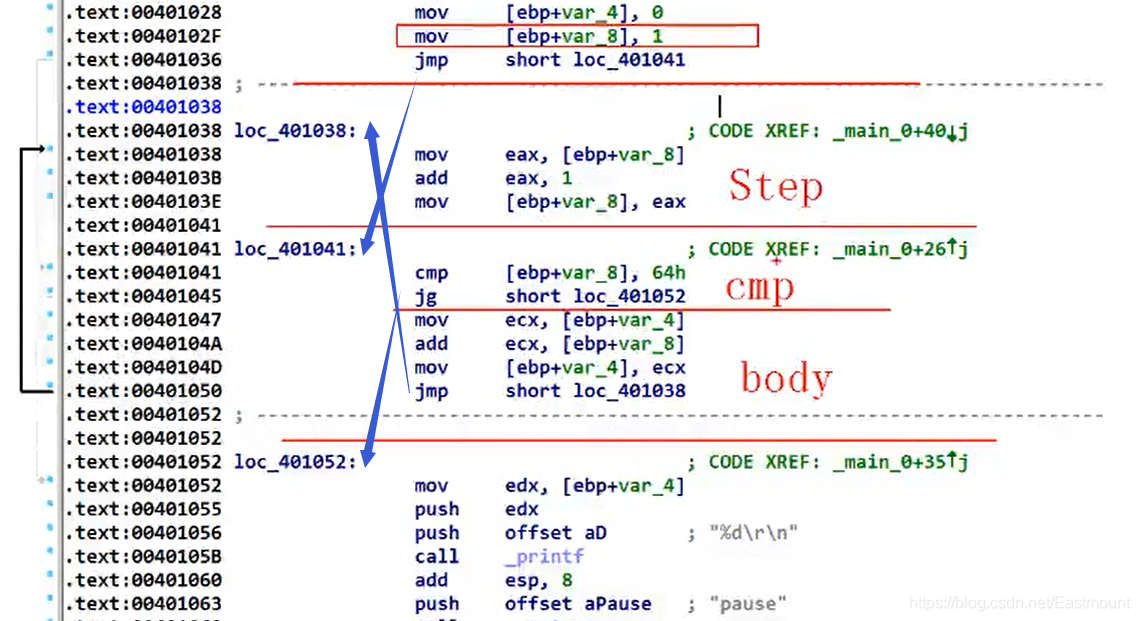 .text:00401028 mov [ebp+var_4], 0
.text:0040102F mov [ebp+var_8], 1
.text:00401036 jmp short loc_401041
.text:00401038 ; ---------------------------------------------------------------------------
.text:00401038
.text:00401038 loc_401038: ; CODE XREF: _main_0+40↓j
.text:00401038 mov eax, [ebp+var_8]
.text:0040103B add eax, 1
Step
.text:0040103E mov [ebp+var_8], eax
.text:00401041
.text:00401041 loc_401041: ; CODE XREF: _main_0+26↑j
.text:00401041 cmp [ebp+var_8], 64h
cmp
.text:00401045 jg short loc_401052
.text:00401047 mov ecx, [ebp+var_4]
.text:0040104A add ecx, [ebp+var_8]
.text:0040104D mov [ebp+var_4], ecx
body
.text:00401050 jmp short loc_401038
.text:00401052 ; ---------------------------------------------------------------------------
.text:00401052
.text:00401052 loc_401052: ; CODE XREF: _main_0+35↑j
.text:00401052 mov edx, [ebp+var_4]
.text:00401055 push edx
.text:00401056 push offset aD ; "%d\r\n"
.text:0040105B call _printf
.text:00401060 add esp, 8
.text:00401063 push offset aPause ; "pause"
https://blog.csdn.net/Eastmount